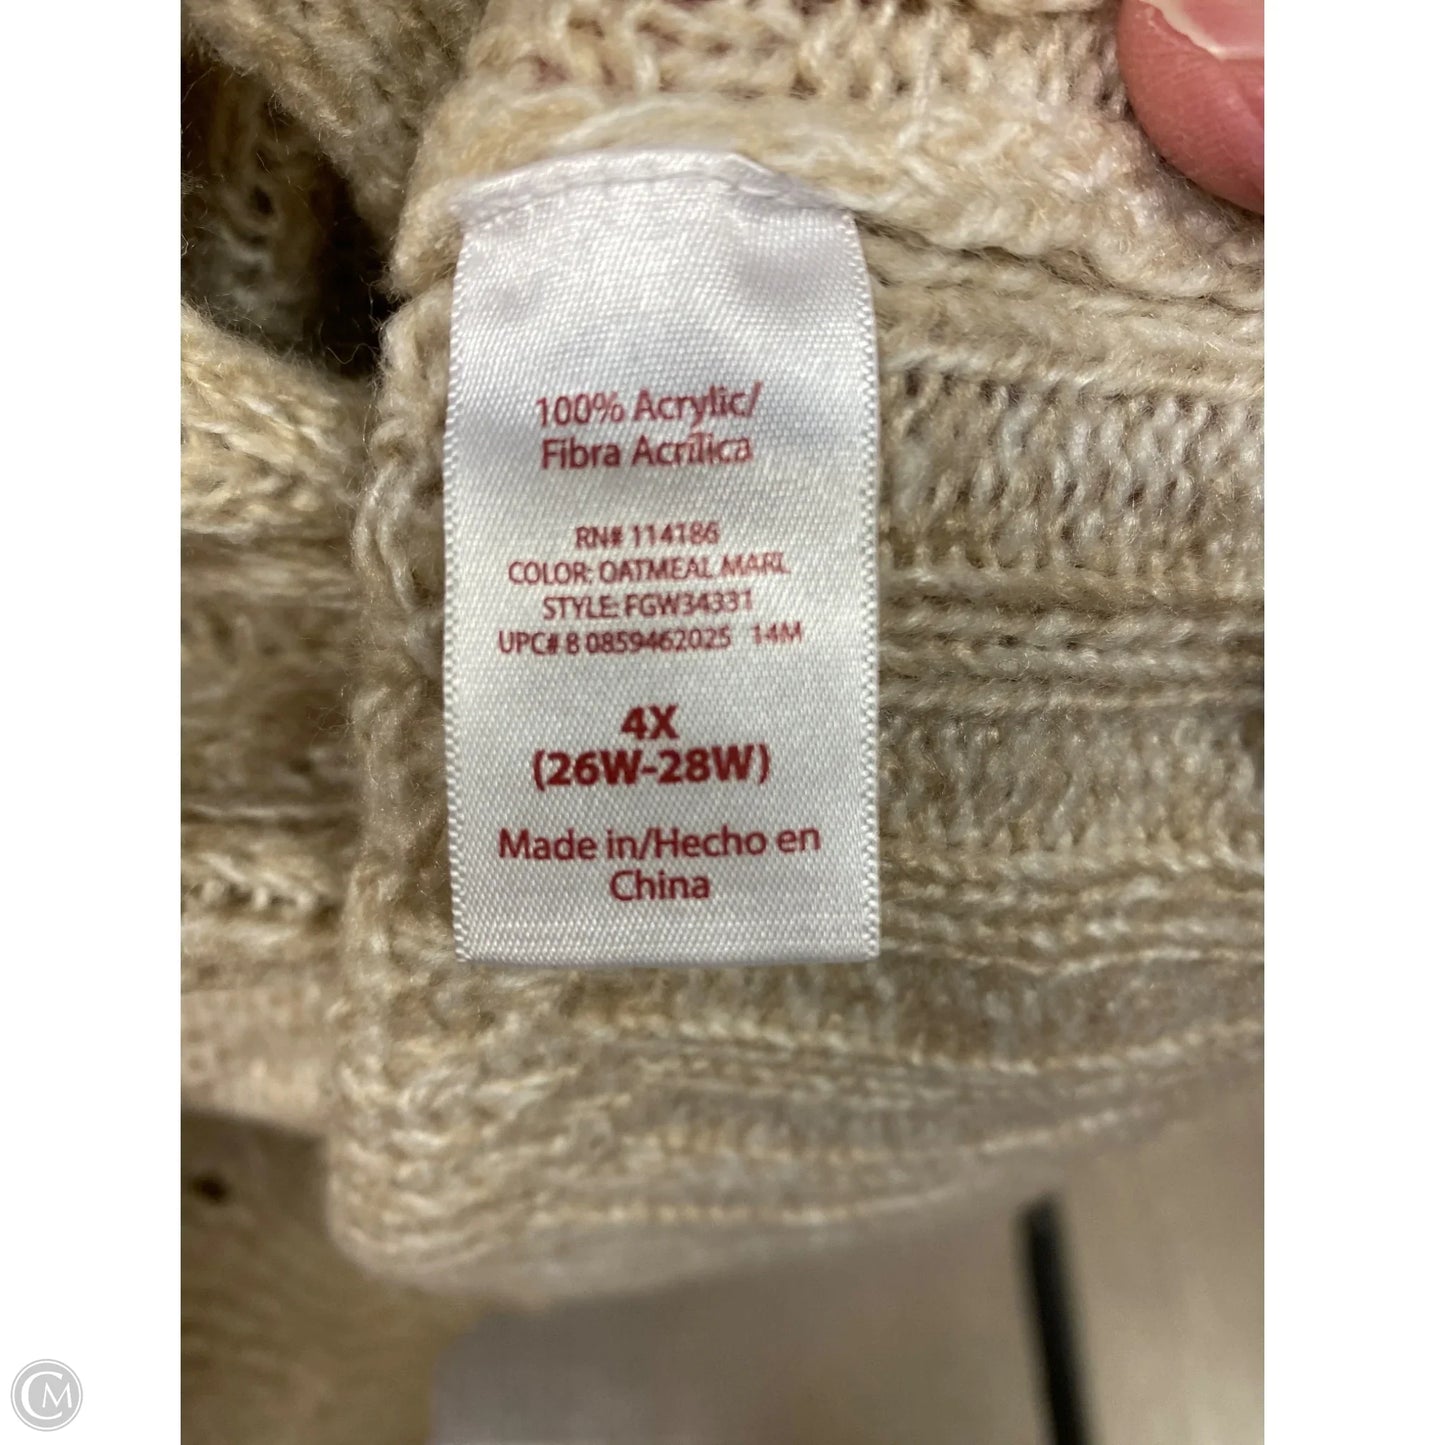 100% Acrylic/
Fibra Acrílica
RN# 114186
COLOR: OATMEAL MARL
STYLE: FGW34331
UPC# 8 0859462025 14M
4X
(26W-28W)
Made in/Hecho en
China
CM